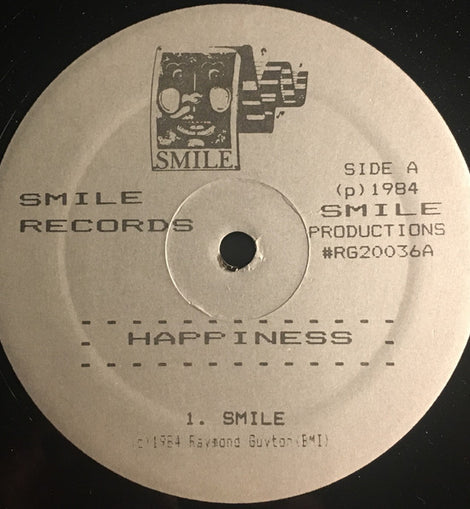 SMILE
SIDE A
(p)1984
SMILE
PRODUCTIONS
#RG20036A
SMILE
RECORDS
HAPPINESS
1. SMILE
(c)1984 Raymond Guyton(BMI)